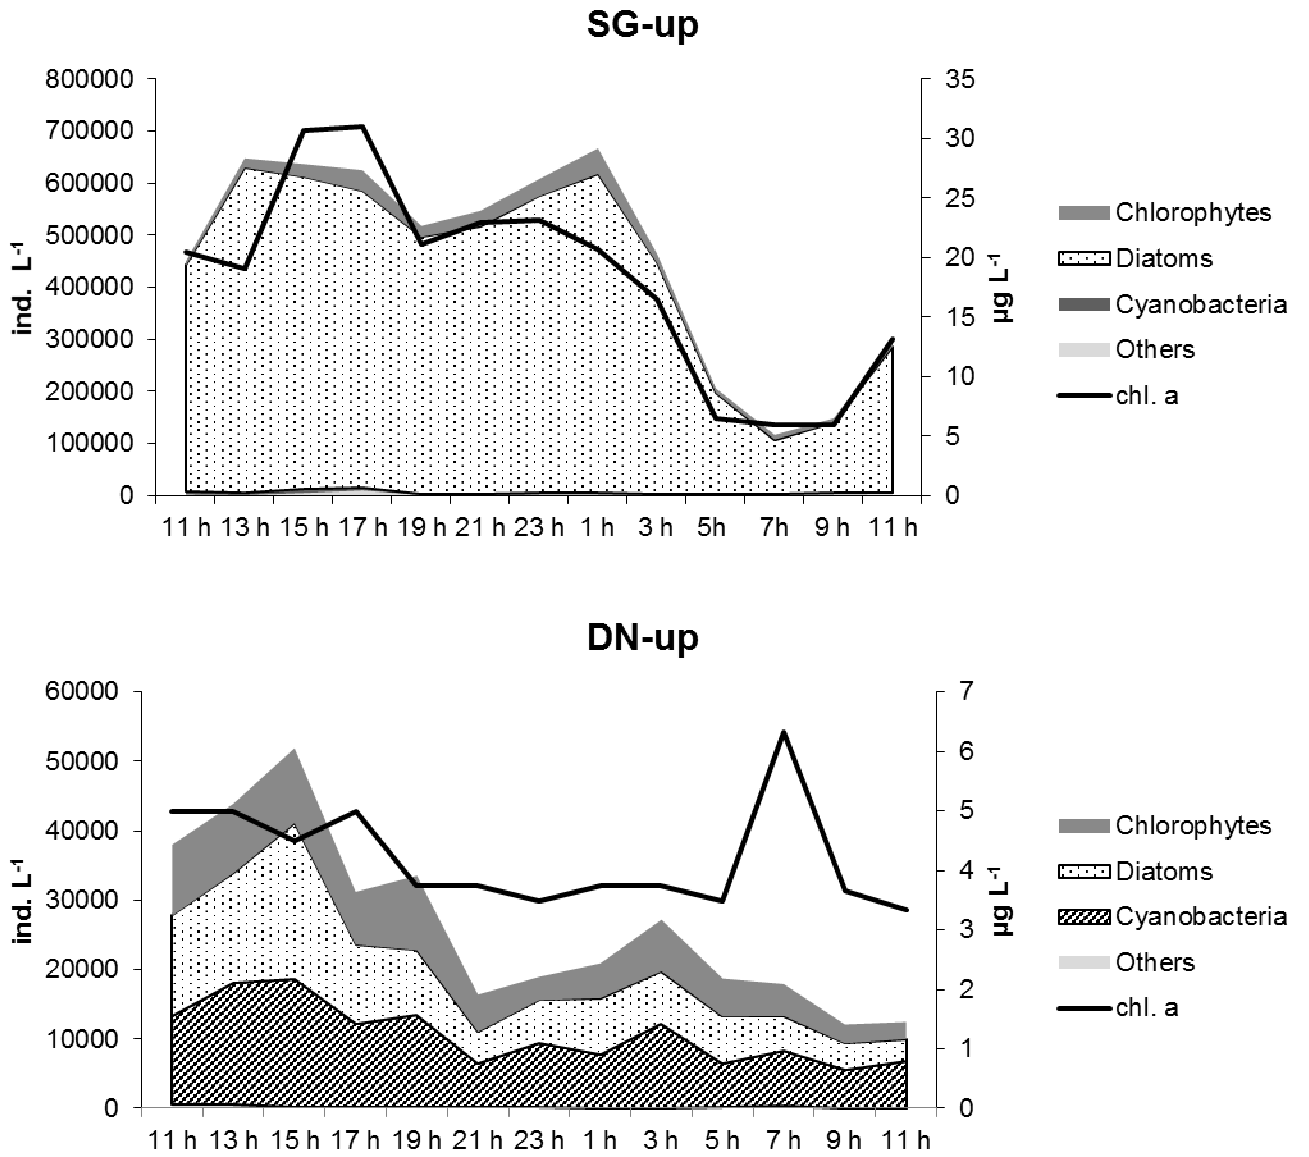 SG-up
800000
700000
600000
500000
400000
300000
200000
100000
0
ind. L-1
35
30
25
20
15
10
5
0
µg L-1
11 h 13 h 15 h 17 h 19 h 21 h 23 h 1 h 3 h 5h 7h 9 h 11 h
Chlorophytes
Diatoms
Cyanobacteria
Others
chl. a
DN-up
60000
50000
40000
30000
20000
10000
0
ind. L-1
7
6
5
4
3
2
1
0
µg L-1
11 h 13 h 15 h 17 h 19 h 21 h 23 h 1 h 3 h 5 h 7 h 9 h 11 h
Chlorophytes
Diatoms
Cyanobacteria
Others
chl. a